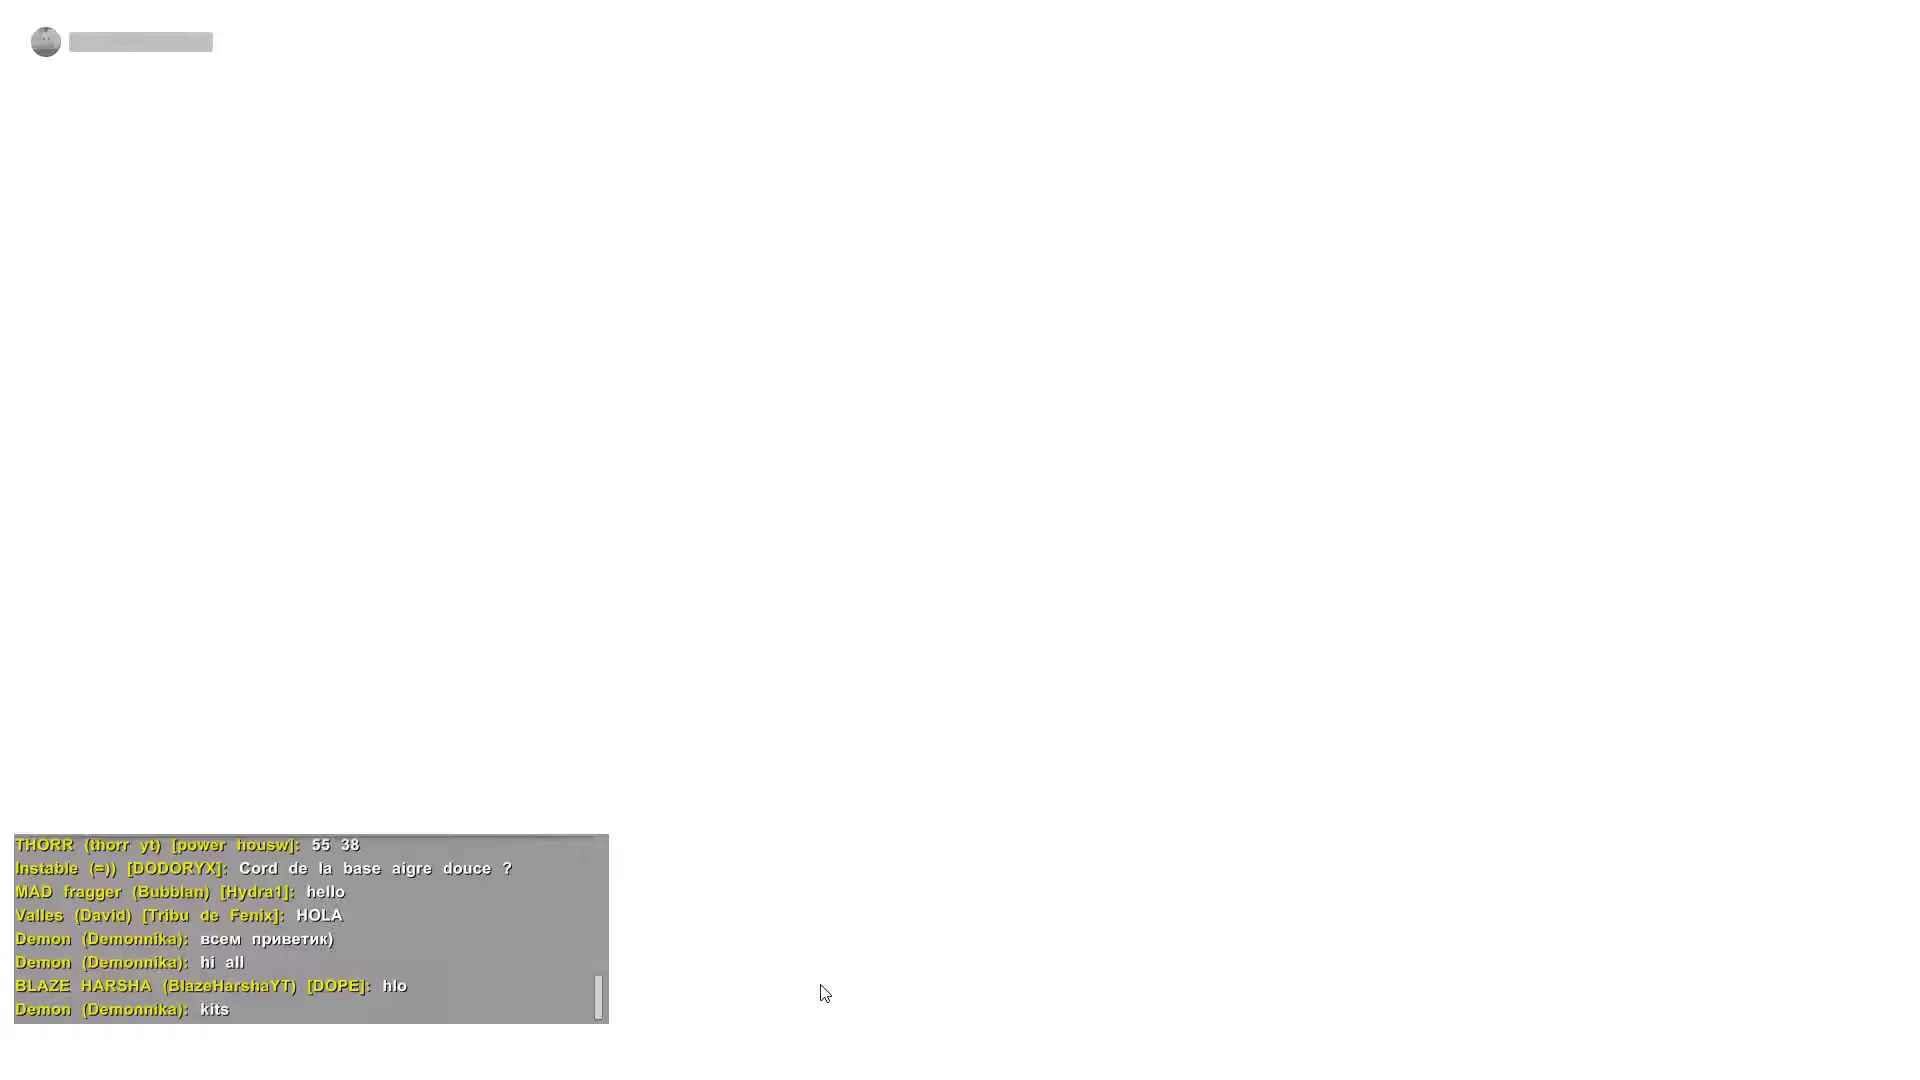 THORR (thorr yt) [power housw]: 55 38
Instable (=)) [DODORYX]: Cord de la base aigre douce ?
MAD fragger (Bubblan) [Hydra1]: hello
Valles (David) [Tribu de Fenix]: HOLA
Demon (Demonnika): всем приветик)
Demon (Demonnika): hi all
BLAZE HARSHA (BlazeHarshaYT) [DOPE]: hlo
Demon (Demonnika): kits